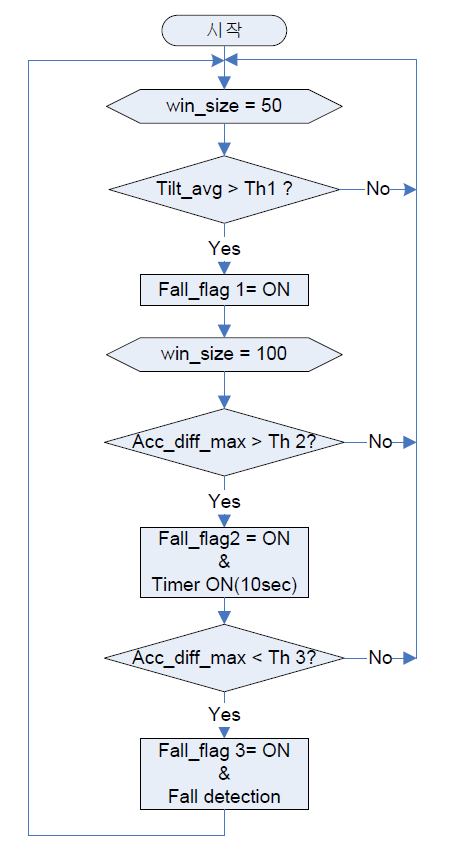 시작
win_size = 50
Tilt_avg > Th1 ?
No
Yes
Fall_flag 1= ON
win_size = 100
Acc_diff_max > Th 2?
No
Yes
Fall_flag2 = ON
&
Timer ON(10sec)
Acc_diff_max < Th 3?
No
Yes
Fall_flag 3= ON
&
Fall detection